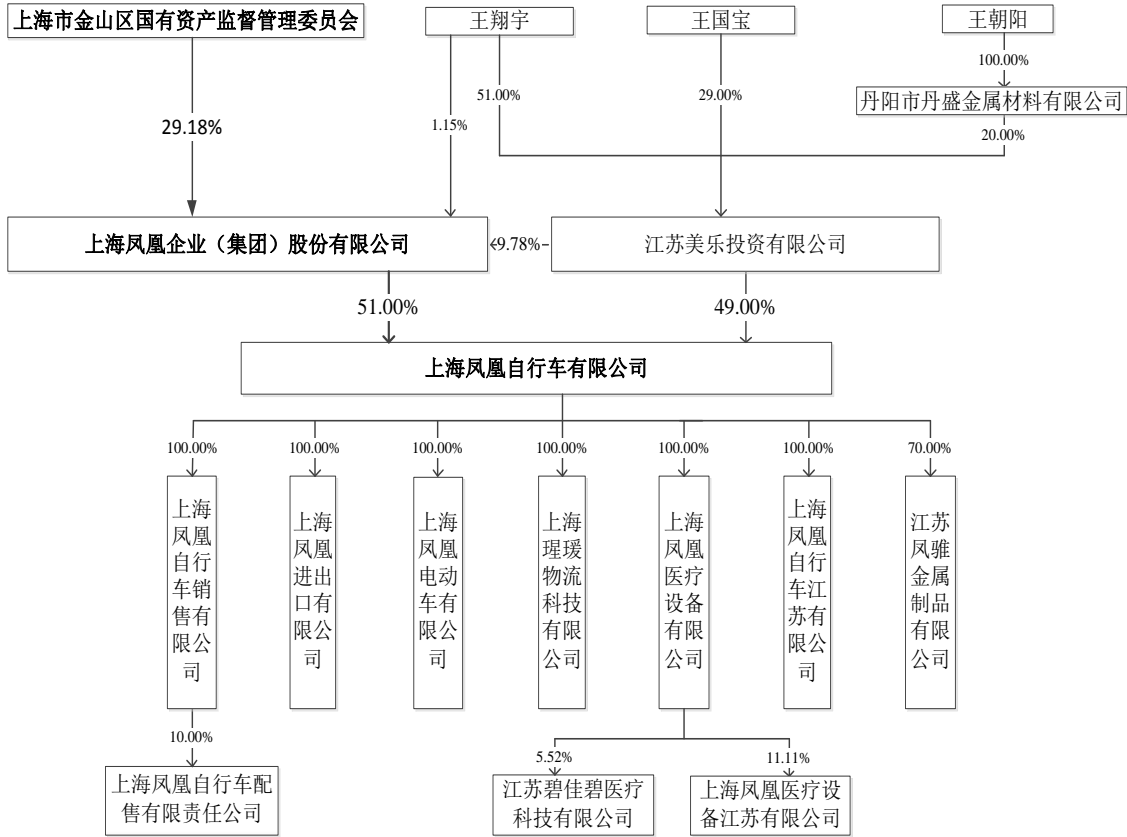 上海市金山区国有资产监督管理委员会
王翔宇
王国宝
王朝阳
100.00%
丹阳市丹盛金属材料有限公司
29.18%
1.15%
51.00%
29.00%
20.00%
上海凤凰企业（集团）股份有限公司
9.78%
江苏美乐投资有限公司
51.00%
49.00%
上海凤凰自行车有限公司
100.00%
100.00%
100.00%
100.00%
100.00%
100.00%
70.00%
上海
凤凰
自行
车销
售有
限公
司
上海
凤凰
进出
口有
限公
司
上海
凤凰
电动
车有
限公
司
上海
瑆瑗
物流
科技
有限
公司
上海
凤凰
医疗
设备
有限
公司
上海
凤凰
自行
车江
苏有
限公
司
江苏
凤骓
金属
制品
有限
公司
10.00%
5.52%
11.11%
上海凤凰自行车配
售有限责任公司
江苏碧佳碧医疗
科技有限公司
上海凤凰医疗设
备江苏有限公司